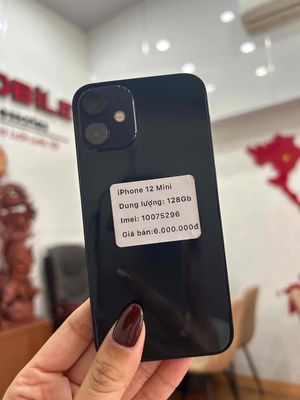 OBILE
iPhone 12 Mini
Dung lượng: 128Gb
Imei: 10075296
Giá bán:6.000.000đ